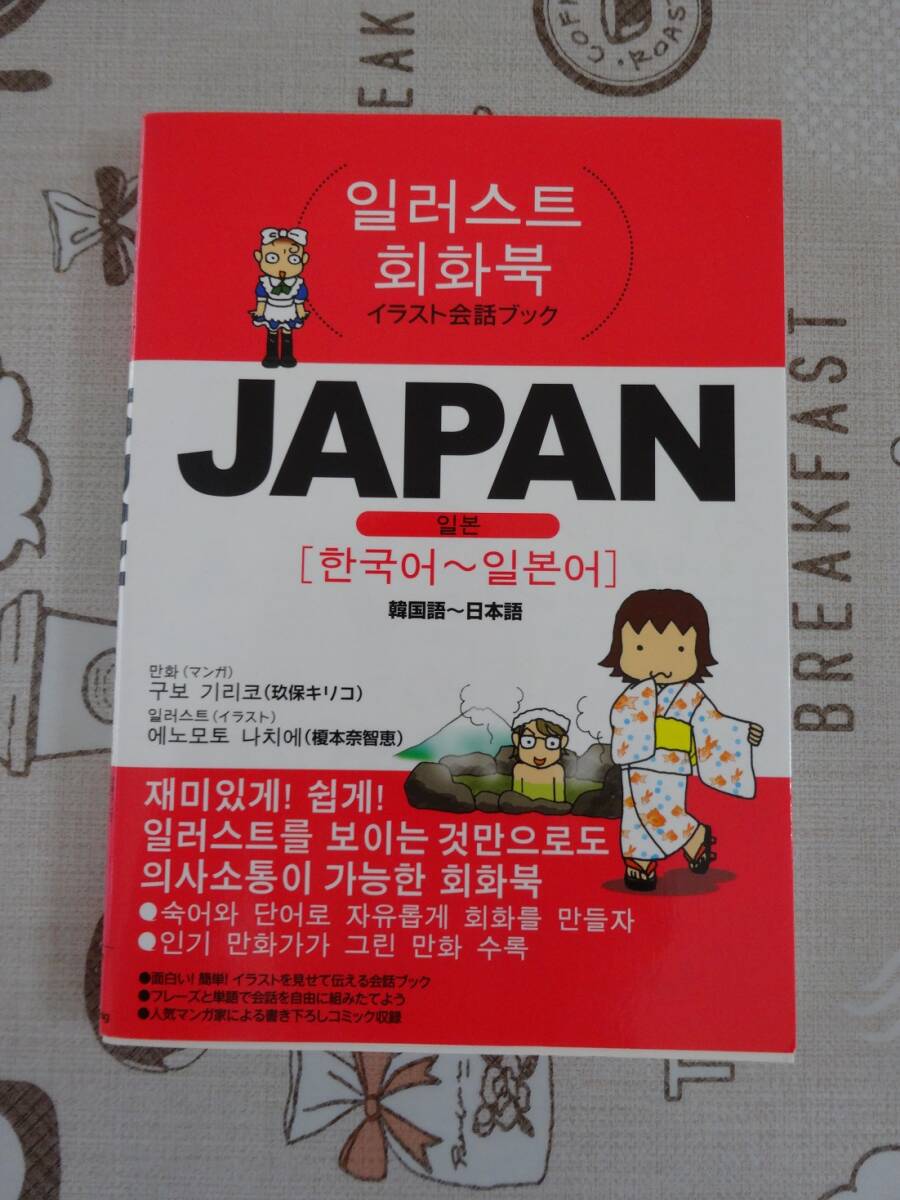 COFF
ROAST
EAK
BREAKFAST
일러스트
회화북
イラスト会話ブック
JAPAN
일본
[한국어～일본어]
韓国語～日本語
만화(マンガ)
구보 기리코(玖保キリコ)
일러스트(イラスト)
에노모토 나치에(榎本奈智恵)
재미있게! 쉽게!
일러스트를 보이는 것만으로도
의사소통이 가능한 회화북
●숙어와 단어로 자유롭게 회화를 만들자
●인기 만화가가 그린 만화 수록
●面白い! 簡単! イラストを見せて伝える会話ブック
●フレーズと単語で会話を自由に組みたてよう
●人気マンガ家による書き下ろしコミック収録